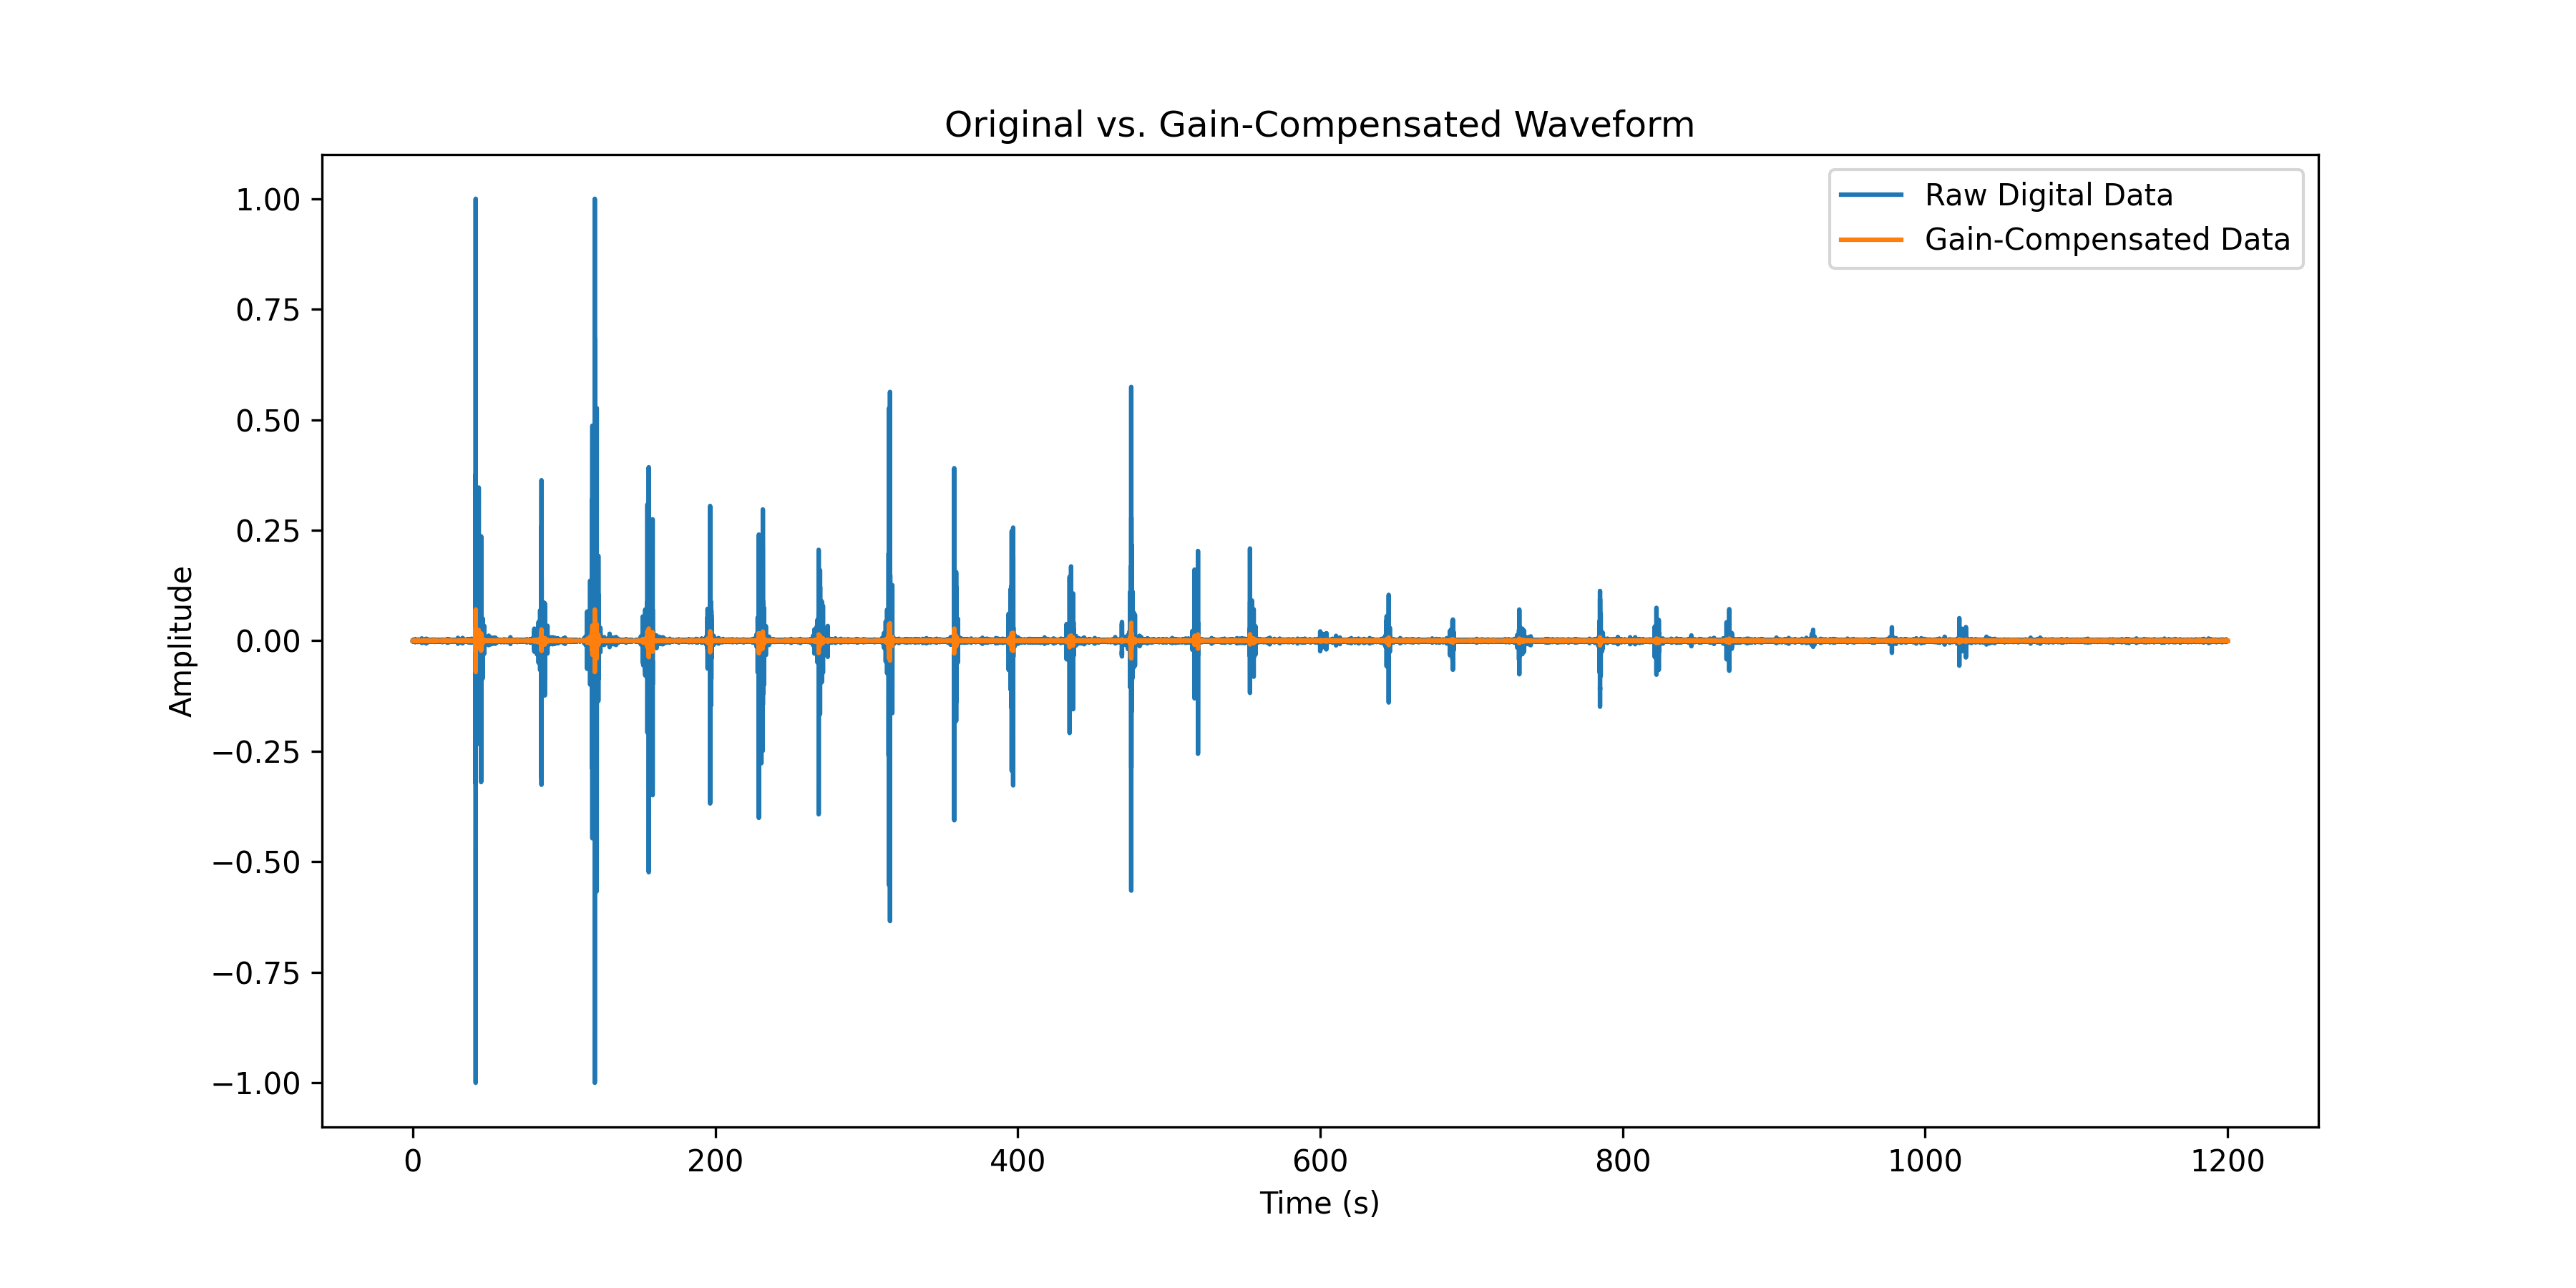 Original vs. Gain-Compensated Waveform
Raw Digital Data
Gain-Compensated Data
1.00
0.75
0.50
0.25
0.00
−0.25
−0.50
−0.75
−1.00
Amplitude
0 200 400 600 800 1000 1200
Time (s)